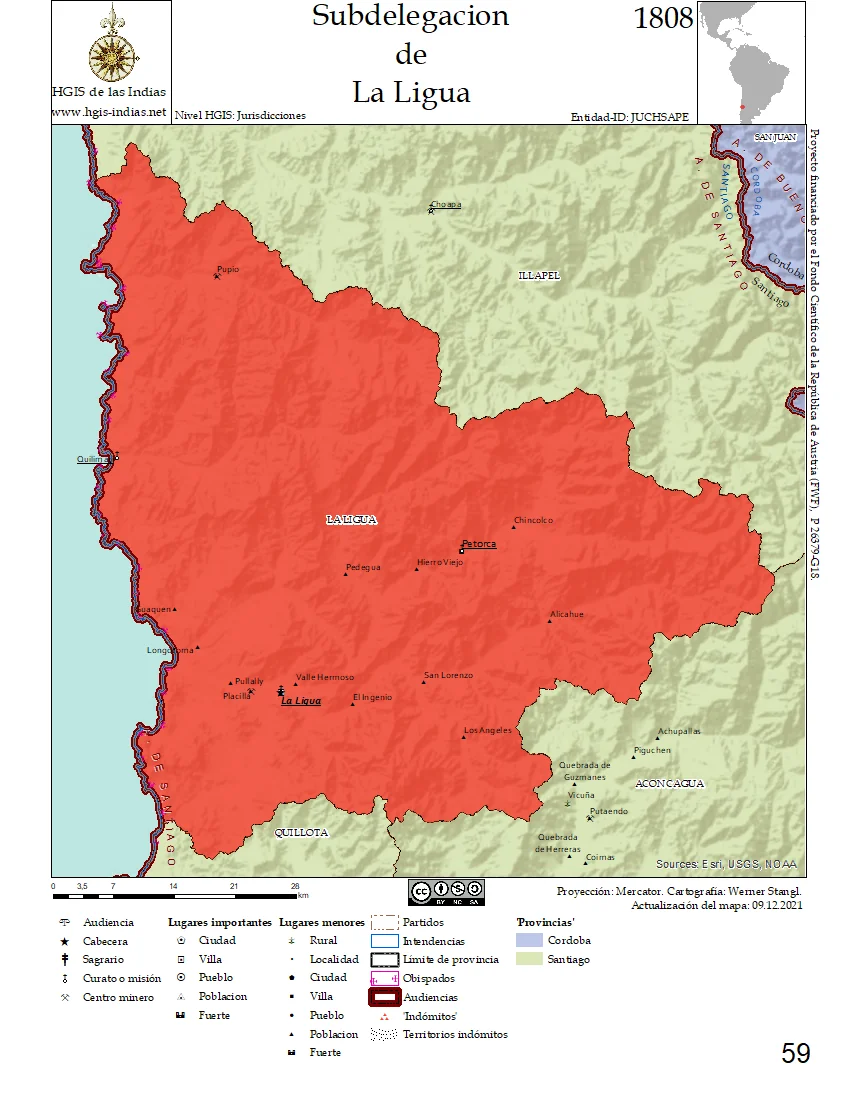 Subdelegacion
de
La Ligua
1808
HGIS de las Indias
www.hgis-indias.net
Nivel HGIS: Jurisdicciones
Entidad-ID: JUCHSAPE
SAN JUAN
A. DE BUENO
CORDOBA
SANTIAGO
A. DE SANTIAGO
Cordoba
Santiago
Choapa
ILLAPEL
Pupio
Quilima
LA LIGUA
Chincolco
Petorca
Hierro Viejo
Pedegua
Guaquen
Alicahue
Longotoma
Pullally
Valle Hermoso
San Lorenzo
Placilla
La Ligua
El Ingenio
Los Angeles
Achupallas
Piguchen
Quebrada de
Guzmanes
ACONCAGUA
Vicuña
Putaendo
QUILLOTA
Quebrada
de Herreras
Coimas
DE SANTIAGO
Sources: Esri, USGS, NOAA
Proyecto financiado por el Fondo Científico de la República de Austria (FWF), P 26379-G18.
0 3,5 7 14 21 28
km
CC BY NC SA
Proyección: Mercator. Cartografía: Werner Stangl.
Actualización del mapa: 09.12.2021
Audiencia
Cabecera
Sagrario
Curato o misión
Centro minero
Lugares importantes
Ciudad
Villa
Pueblo
Poblacion
Fuerte
Lugares menores
Rural
Localidad
Ciudad
Villa
Pueblo
Poblacion
Fuerte
Partidos
Intendencias
Límite de provincia
Obispados
Audiencias
'Indómitos'
Territorios indómitos
'Provincias'
Cordoba
Santiago
59